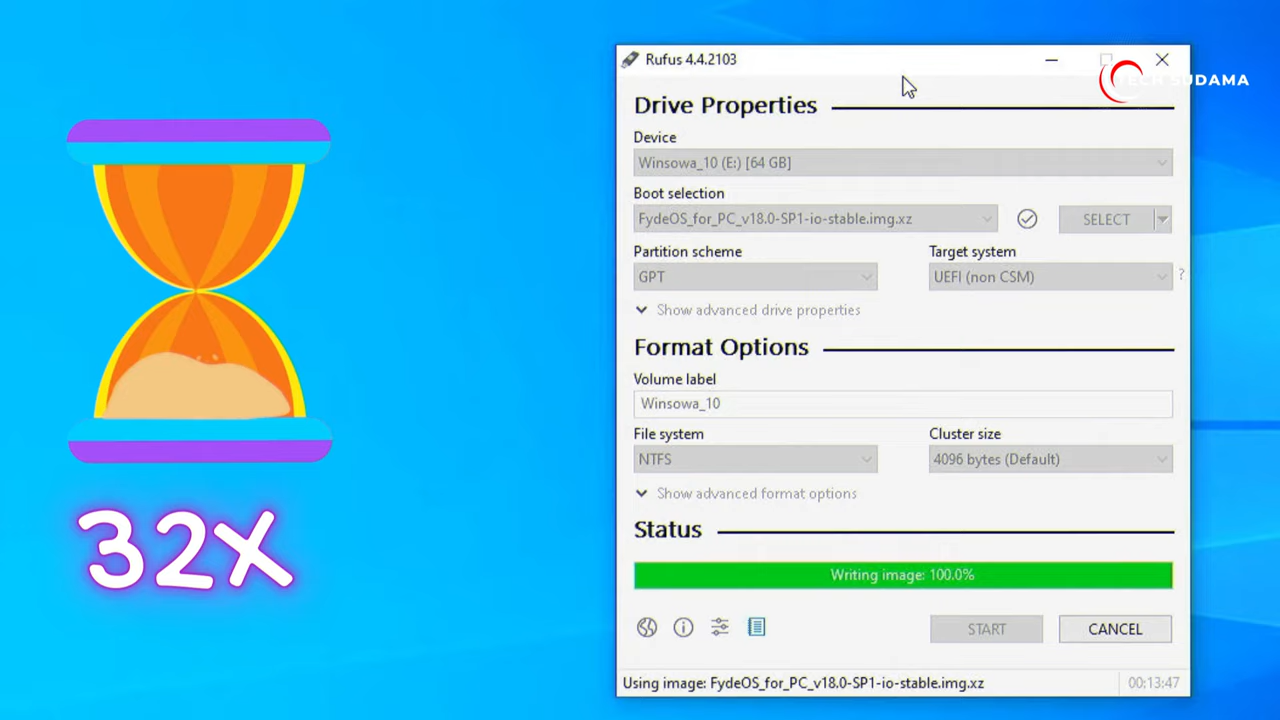 Rufus 4.4.2103
TECH SUDAMA
Drive Properties
Device
Winsowa_10 (E:) [64 GB]
Boot selection
FydeOS_for_PC_v18.0-SP1-io-stable.img.xz
SELECT
Partition scheme
Target system
GPT
UEFI (non CSM)
?
Show advanced drive properties
Format Options
Volume label
Winsowa_10
File system
Cluster size
NTFS
4096 bytes (Default)
Show advanced format options
Status
Writing image: 100.0%
START
CANCEL
Using image: FydeOS_for_PC_v18.0-SP1-io-stable.img.xz
00:13:47
32x